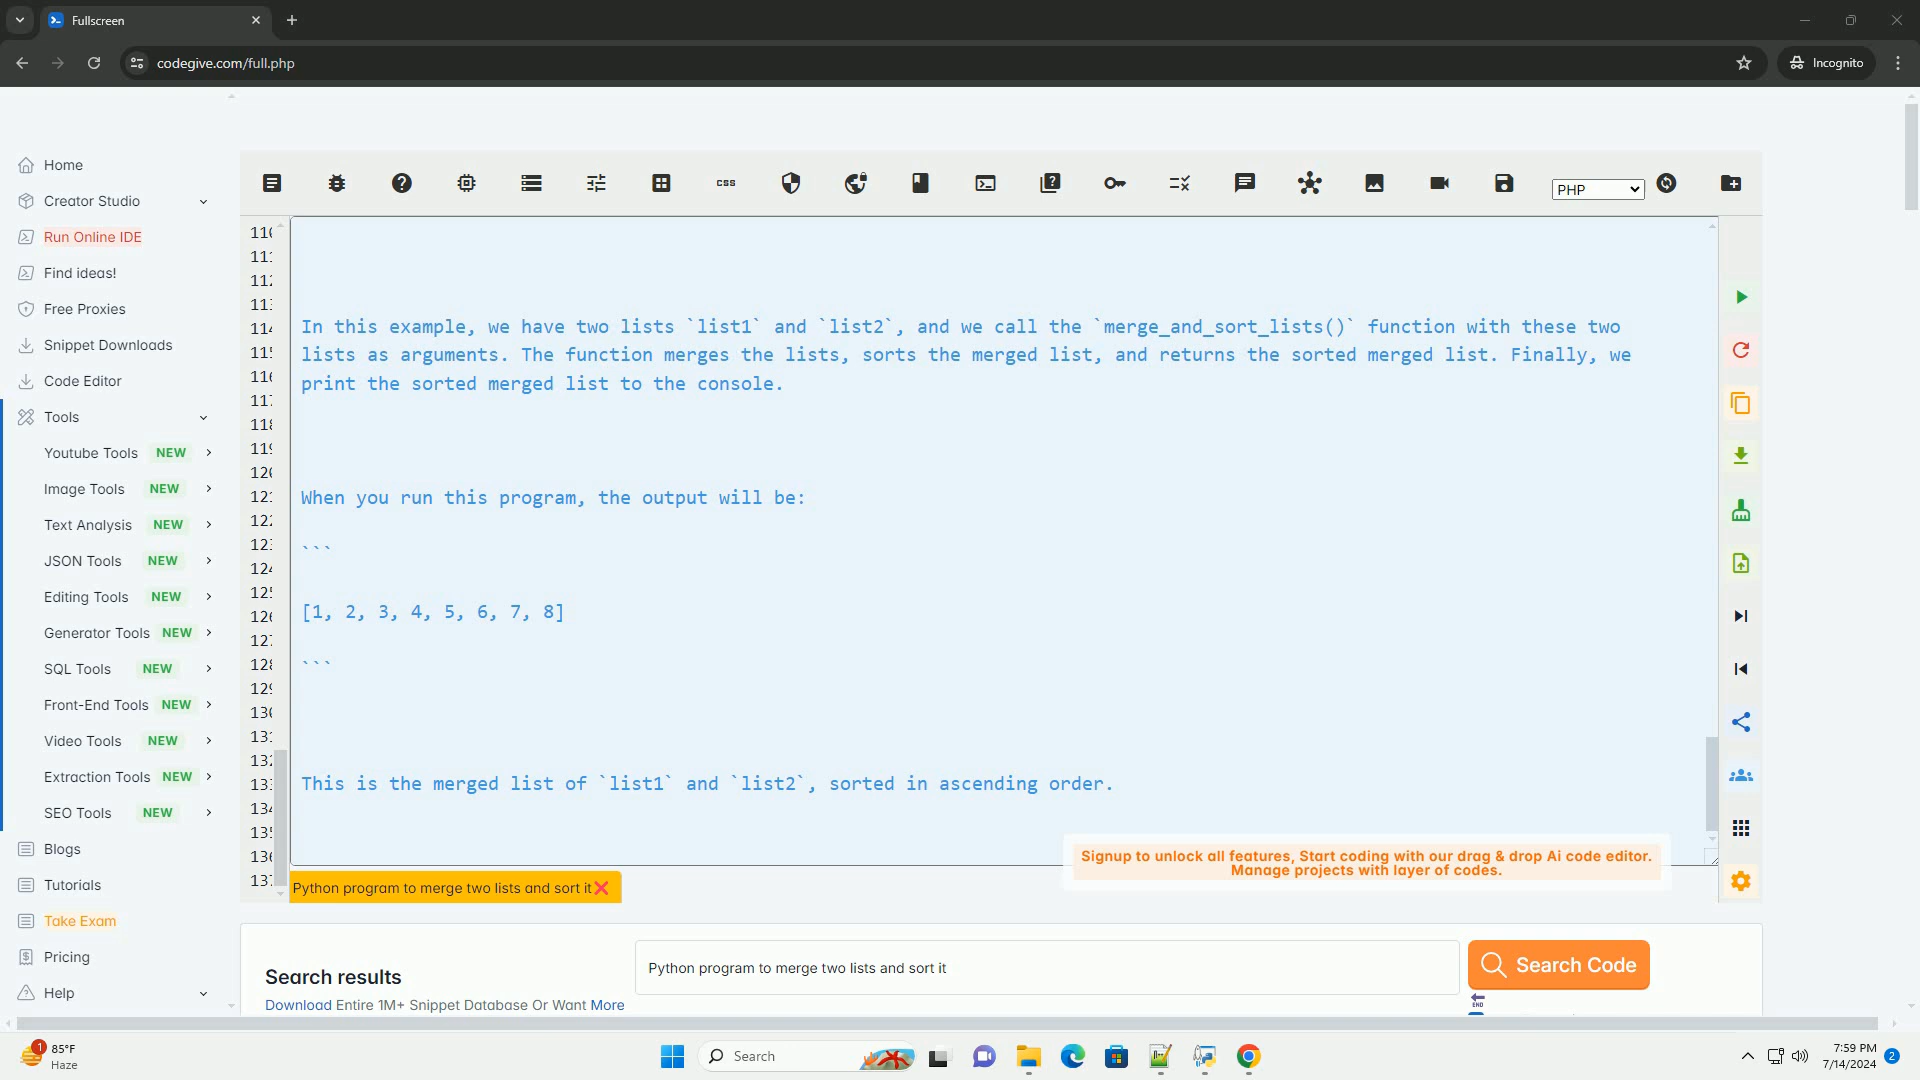 Fullscreen
codegive.com/full.php
Incognito
Home
Creator Studio
Run Online IDE
Find ideas!
Free Proxies
Snippet Downloads
Code Editor
Tools
Youtube Tools NEW
Image Tools NEW
Text Analysis NEW
JSON Tools NEW
Editing Tools NEW
Generator Tools NEW
SQL Tools NEW
Front-End Tools NEW
Video Tools NEW
Extraction Tools NEW
SEO Tools NEW
Blogs
Tutorials
Take Exam
Pricing
Help
css
PHP
In this example, we have two lists `list1` and `list2`, and we call the `merge_and_sort_lists()` function with these two
lists as arguments. The function merges the lists, sorts the merged list, and returns the sorted merged list. Finally, we
print the sorted merged list to the console.
When you run this program, the output will be:
```
[1, 2, 3, 4, 5, 6, 7, 8]
```
This is the merged list of `list1` and `list2`, sorted in ascending order.
Signup to unlock all features, Start coding with our drag & drop Ai code editor.
Manage projects with layer of codes.
Python program to merge two lists and sort it
Search results
Download Entire 1M+ Snippet Database Or Want More
Python program to merge two lists and sort it
Search Code
END
1
85°F
Haze
Search
7:59 PM
7/14/2024
2